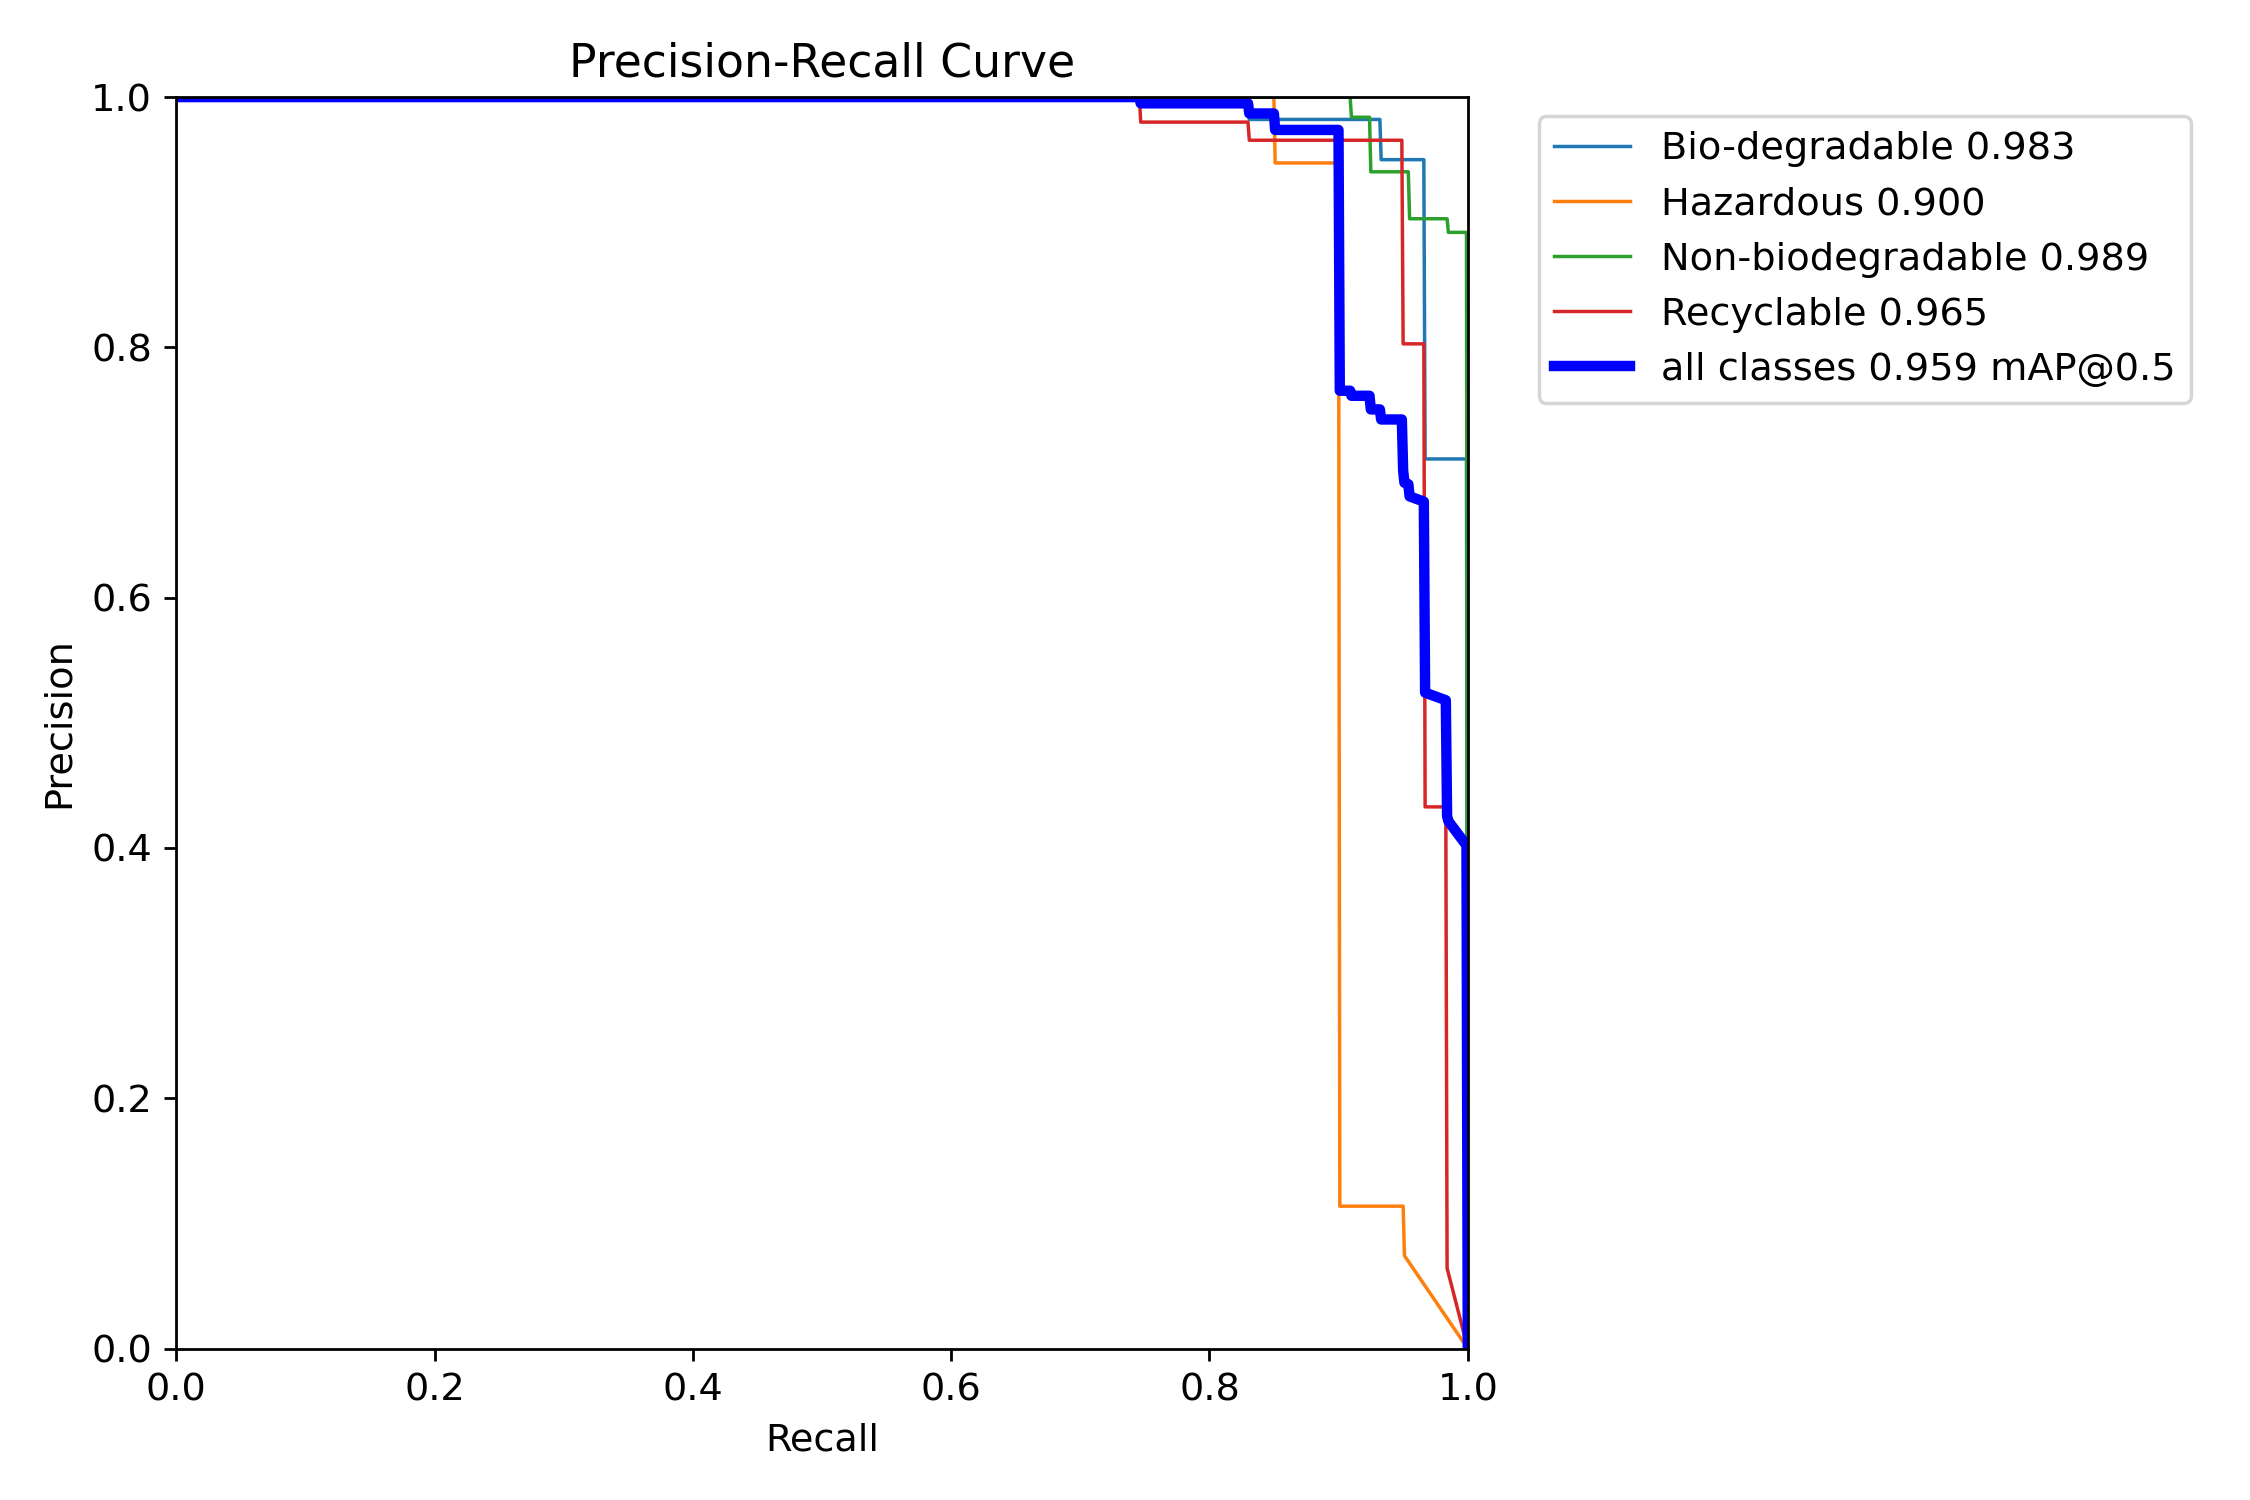 Precision-Recall Curve
1.0
0.8
0.6
0.4
0.2
0.0
Precision
0.0 0.2 0.4 0.6 0.8 1.0
Recall
Bio-degradable 0.983
Hazardous 0.900
Non-biodegradable 0.989
Recyclable 0.965
all classes 0.959 mAP@0.5